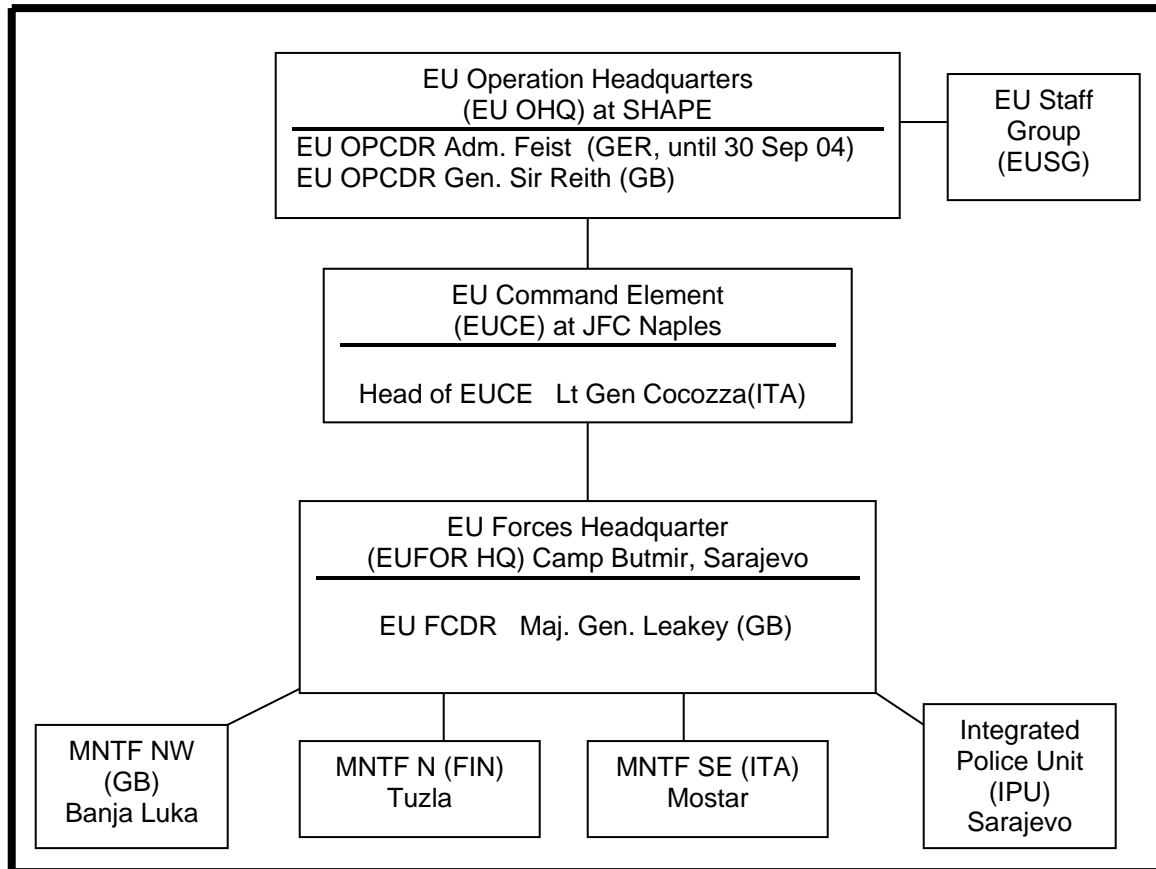 EU Operation Headquarters
(EU OHQ) at SHAPE
EU OPCDR Adm. Feist (GER, until 30 Sep 04)
EU OPCDR Gen. Sir Reith (GB)
EU Staff
Group
(EUSG)
EU Command Element
(EUCE) at JFC Naples
Head of EUCE Lt Gen Cocozza(ITA)
EU Forces Headquarter
(EUFOR HQ) Camp Butmir, Sarajevo
EU FCDR Maj. Gen. Leakey (GB)
MNTF NW
(GB)
Banja Luka
MNTF N (FIN)
Tuzla
MNTF SE (ITA)
Mostar
Integrated
Police Unit
(IPU)
Sarajevo